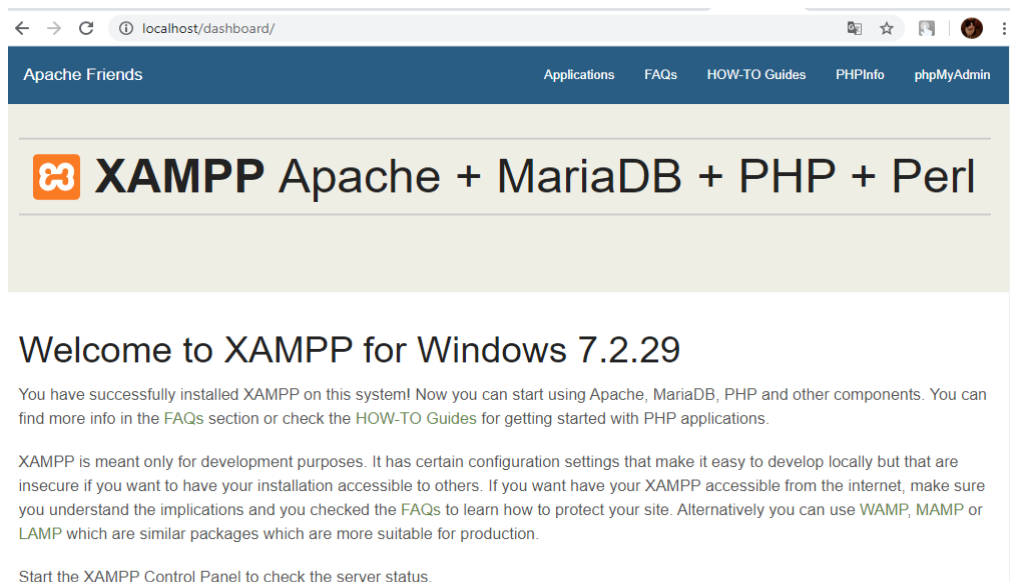 localhost/dashboard/
Apache Friends Applications FAQs HOW-TO Guides PHPInfo phpMyAdmin
XAMPP Apache + MariaDB + PHP + Perl
Welcome to XAMPP for Windows 7.2.29
You have successfully installed XAMPP on this system! Now you can start using Apache, MariaDB, PHP and other components. You can
find more info in the FAQs section or check the HOW-TO Guides for getting started with PHP applications.
XAMPP is meant only for development purposes. It has certain configuration settings that make it easy to develop locally but that are
insecure if you want to have your installation accessible to others. If you want have your XAMPP accessible from the internet, make sure
you understand the implications and you checked the FAQs to learn how to protect your site. Alternatively you can use WAMP, MAMP or
LAMP which are similar packages which are more suitable for production.
Start the XAMPP Control Panel to check the server status.